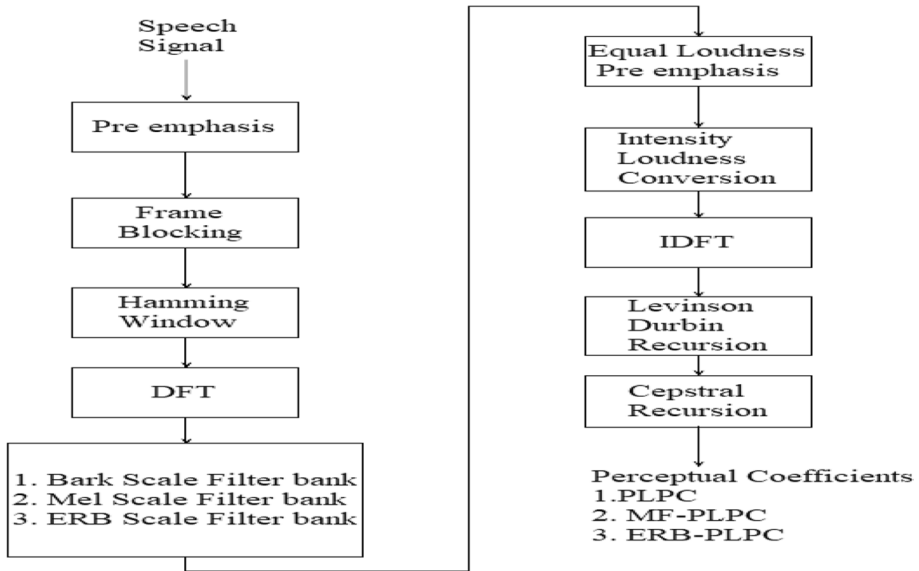 Speech
Signal
Pre emphasis
Frame
Blocking
Hamming
Window
DFT
1. Bark Scale Filter bank
2. Mel Scale Filter bank
3. ERB Scale Filter bank
Equal Loudness
Pre emphasis
Intensity
Loudness
Conversion
IDFT
Levinson
Durbin
Recursion
Cepstral
Recursion
Perceptual Coefficients
1.PLPC
2. MF-PLPC
3. ERB-PLPC